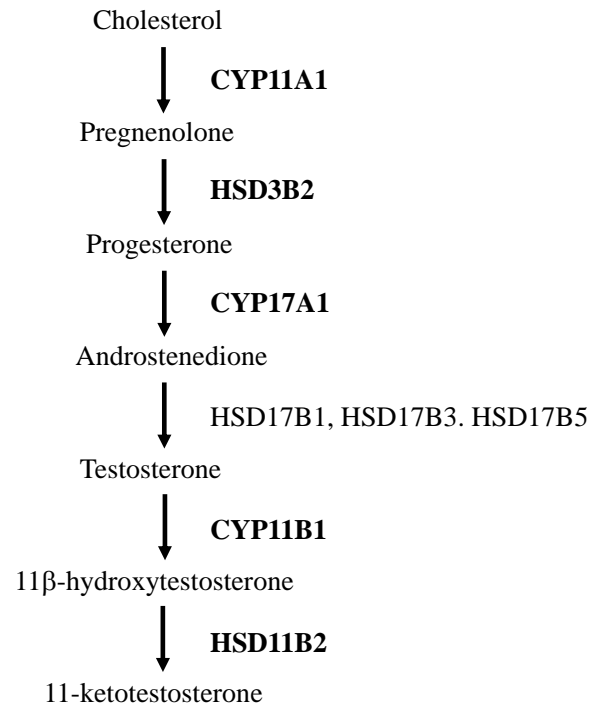 Cholesterol
CYP11A1
Pregnenolone
HSD3B2
Progesterone
CYP17A1
Androstenedione
HSD17B1, HSD17B3. HSD17B5
Testosterone
CYP11B1
11β-hydroxytestosterone
HSD11B2
11-ketotestosterone